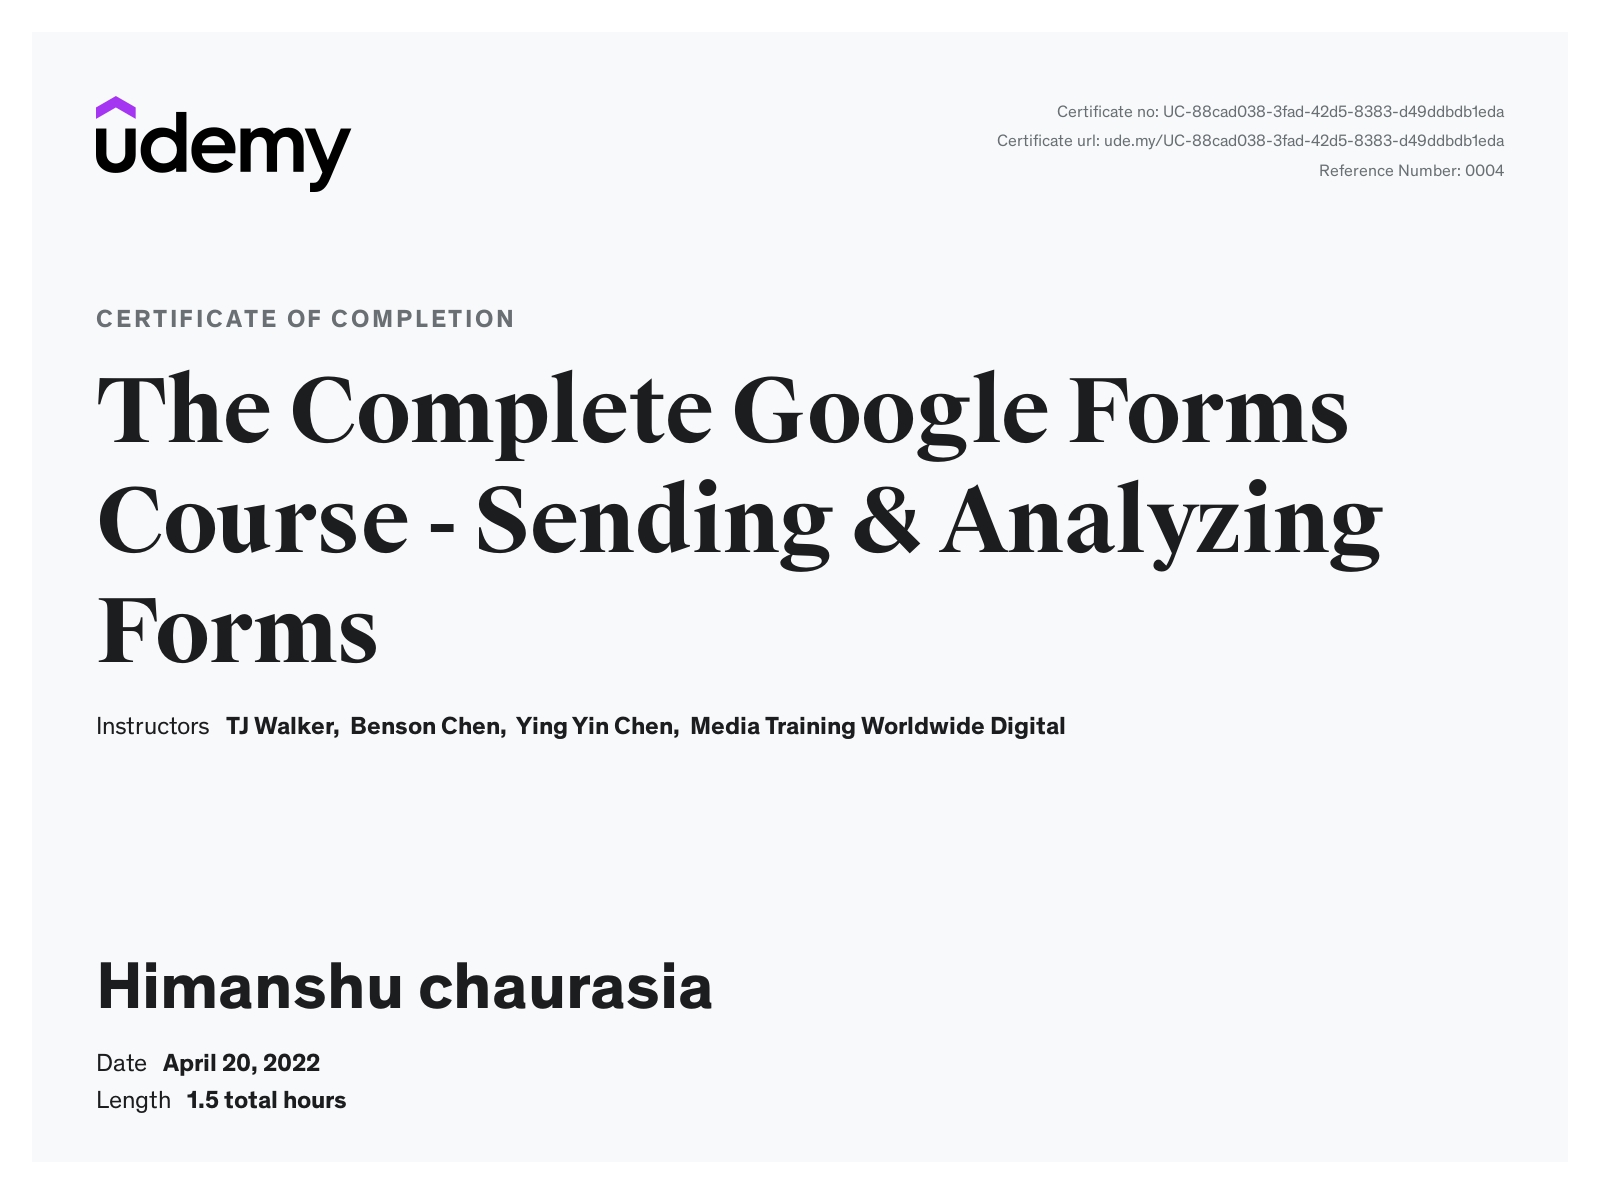 udemy
Certificate no: UC-88cad038-3fad-42d5-8383-d49ddbdb1eda
Certificate url: ude.my/UC-88cad038-3fad-42d5-8383-d49ddbdb1eda
Reference Number: 0004
CERTIFICATE OF COMPLETION
The Complete Google Forms
Course - Sending & Analyzing
Forms
Instructors TJ Walker, Benson Chen, Ying Yin Chen, Media Training Worldwide Digital
Himanshu chaurasia
Date April 20, 2022
Length 1.5 total hours